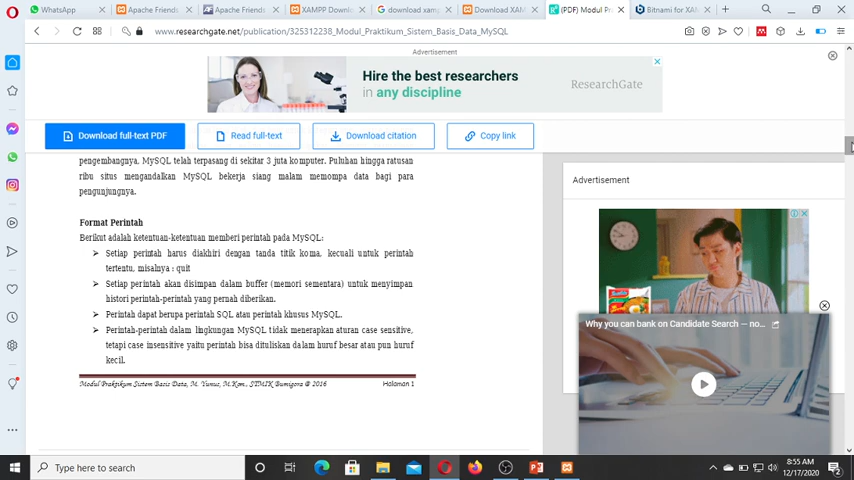 WhatsApp
Apache Friends
Apache Friends
XAMPP Downlo
download xamp
Download XAM
(PDF) Modul Pr
Bitnami for XAM
www.researchgate.net/publication/325312238_Modul_Praktikum_Sistem_Basis_Data_MySQL
Advertisement
Hire the best researchers
in any discipline
ResearchGate
Download full-text PDF
Read full-text
Download citation
Copy link
pengembangnya, MySQL telah terpasang di sekitar 3 juta komputer. Puluhan hingga ratusan
ribu situs mengandalkan MySQL bekerja siang malam memompa data bagi para
pengunjungnya.
Format Perintah
Berikut adalah ketentuan-ketentuan memberi perintah pada MySQL:
➢ Setiap perintah harus diakhiri dengan tanda titik koma, kecuali untuk perintah
tertentu, misalnya : quit
➢ Setiap perintah akan disimpan dalam buffer (memori sementara) untuk menyimpan
histori perintah-perintah yang pernah diberikan.
➢ Perintah dapat berupa perintah SQL atau perintah khusus MySQL.
➢ Perintah-perintah dalam lingkungan MySQL tidak menerapkan aturan case sensitive,
tetapi case insensitive yaitu perintah bisa dituliskan dalam huruf besar atau pun huruf
kecil.
Modul Praktikum Sistem Basis Data, M. Yunus, M.Kom., STMIK Bumigora @ 2016
Halaman 1
Advertisement
Why you can bank on Candidate Search — no...
Type here to search
8:55 AM
12/17/2020
2